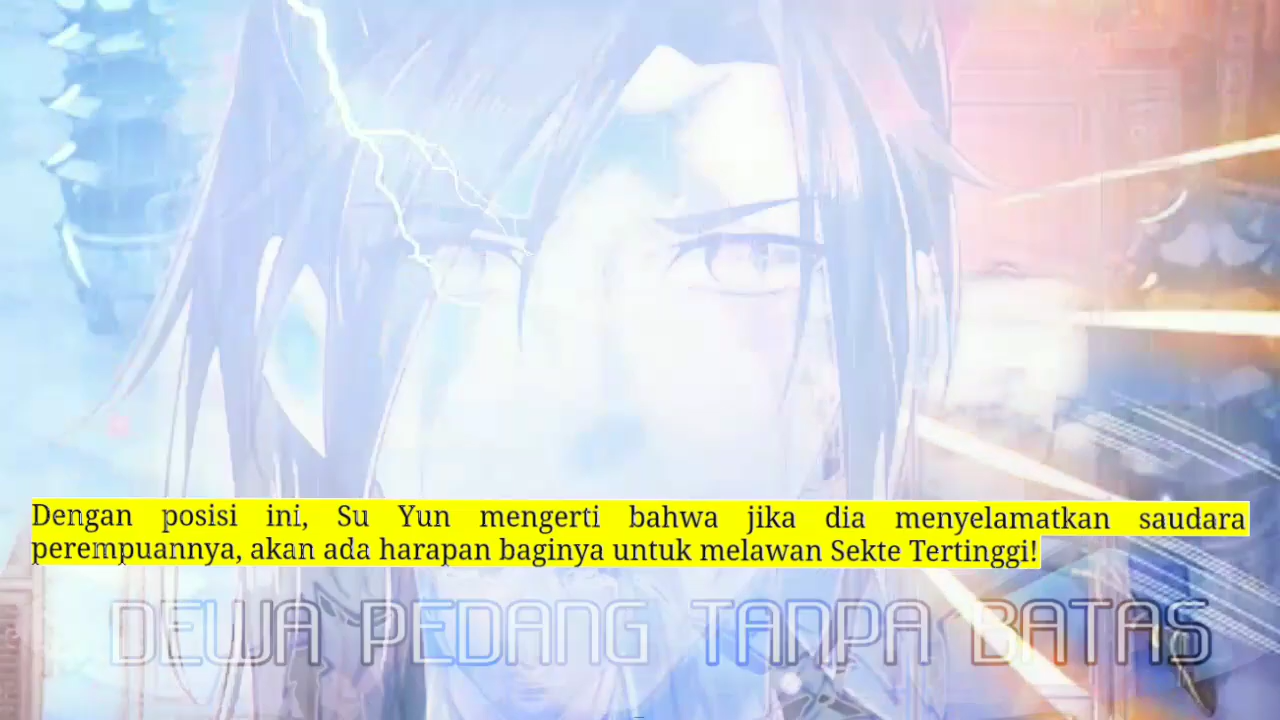 Dengan posisi ini, Su Yun mengerti bahwa jika dia menyelamatkan saudara
perempuannya, akan ada harapan baginya untuk melawan Sekte Tertinggi!
DEWA PEDANG TANPA BATAS